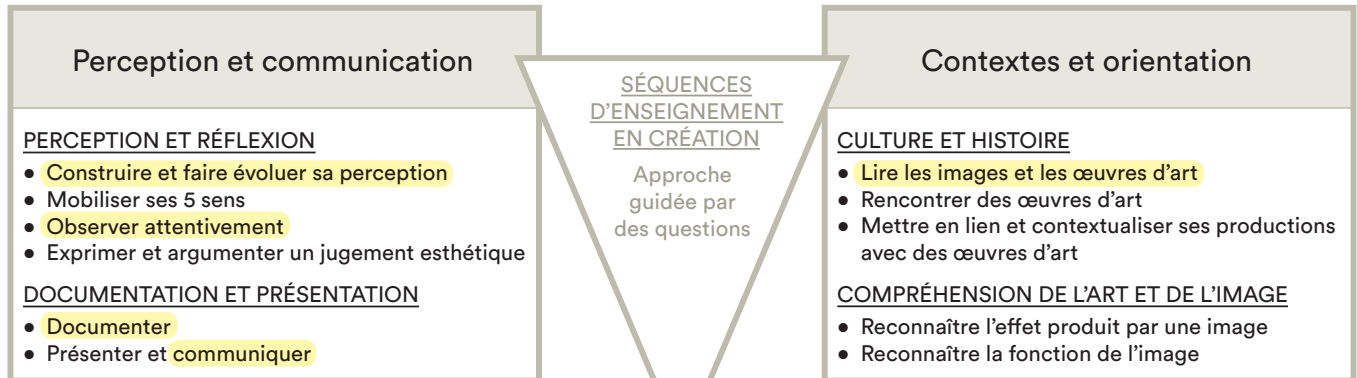 Perception et communication
PERCEPTION ET RÉFLEXION
• Construire et faire évoluer sa perception
• Mobiliser ses 5 sens
• Observer attentivement
• Exprimer et argumenter un jugement esthétique
DOCUMENTATION ET PRÉSENTATION
• Documenter
• Présenter et communiquer
SÉQUENCES
D'ENSEIGNEMENT
EN CRÉATION
Approche
guidée par
des questions
Contextes et orientation
CULTURE ET HISTOIRE
• Lire les images et les œuvres d'art
• Rencontrer des œuvres d'art
• Mettre en lien et contextualiser ses productions
avec des œuvres d'art
COMPRÉHENSION DE L'ART ET DE L'IMAGE
• Reconnaître l'effet produit par une image
• Reconnaître la fonction de l'image